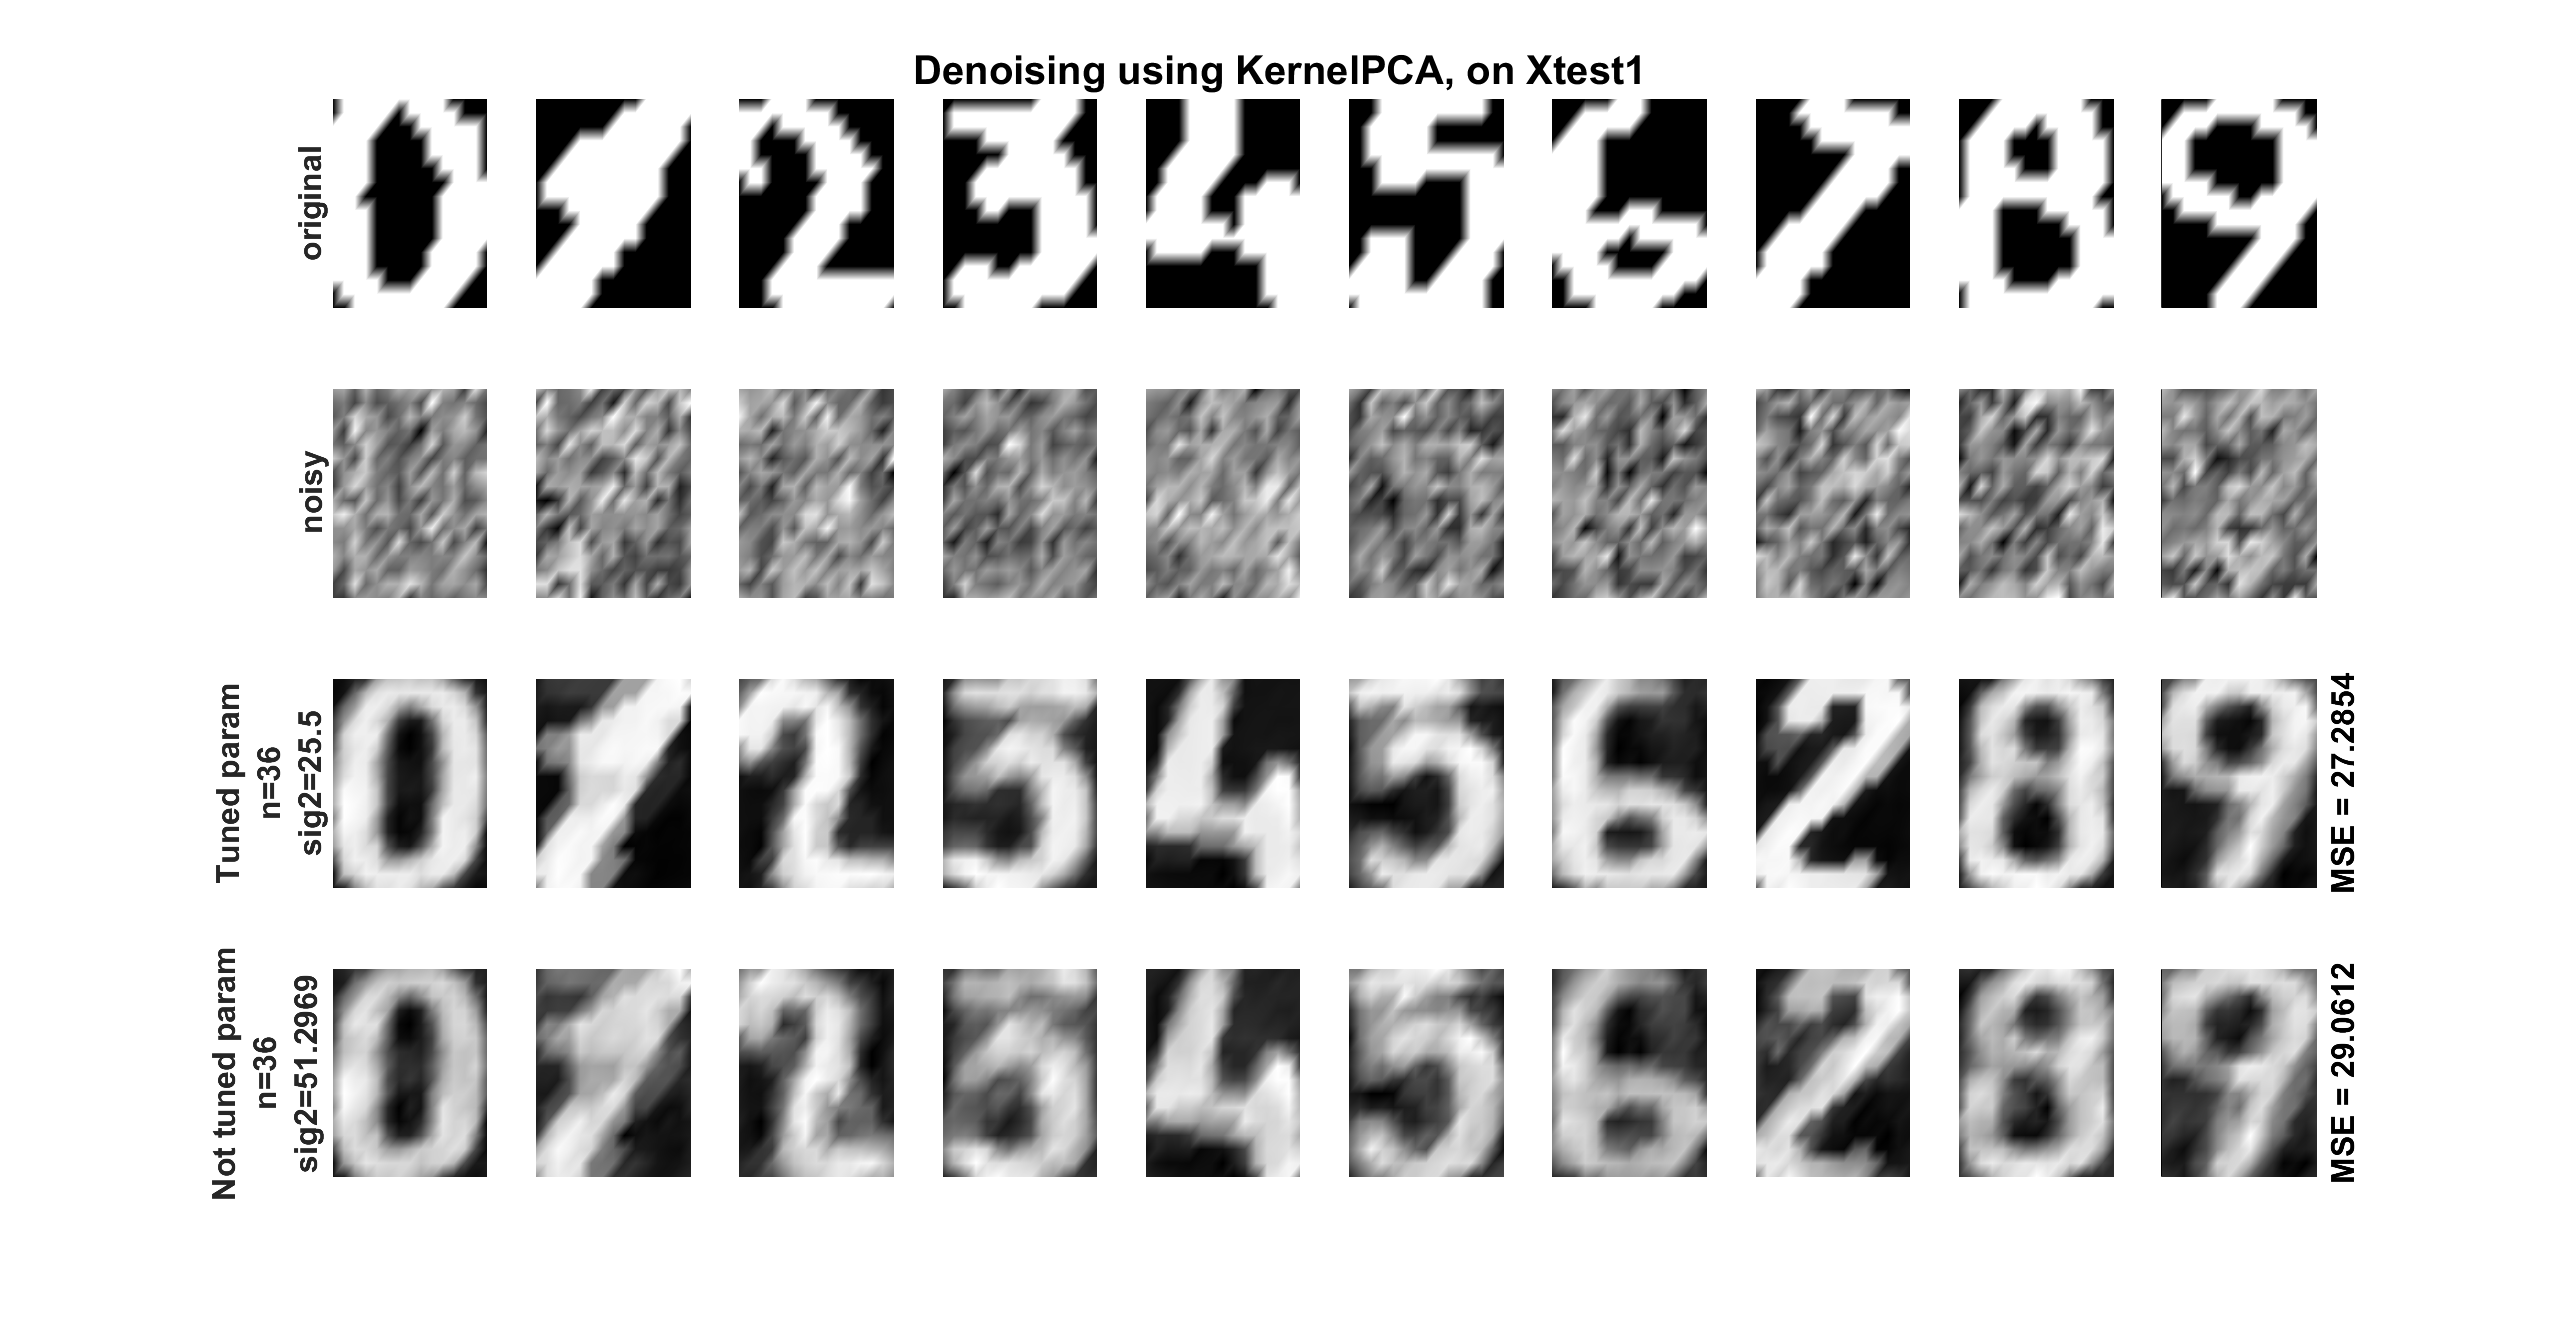 Denoising using KernelPCA, on Xtest1
original
noisy
Tuned param
n=36
sig2=25.5
MSE = 27.2854
Not tuned param
n=36
sig2=51.2969
MSE = 29.0612